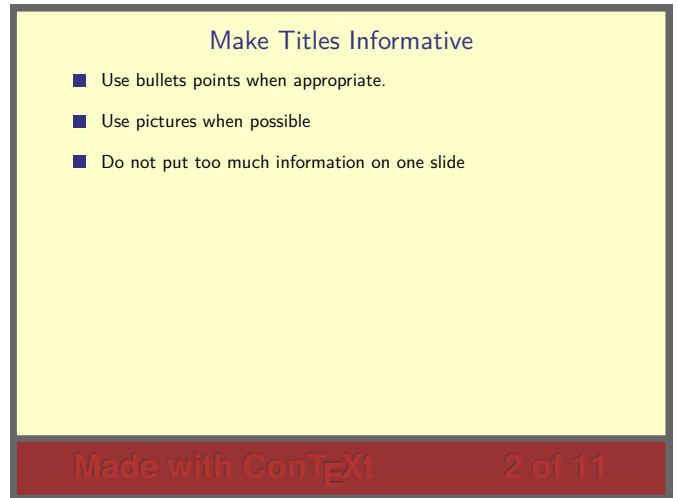 Make Titles Informative
Use bullets points when appropriate.
Use pictures when possible
Do not put too much information on one slide
Made with ConTEXt 2 of 11